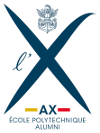 l'X
AX
ÉCOLE POLYTECHNIQUE
ALUMNI